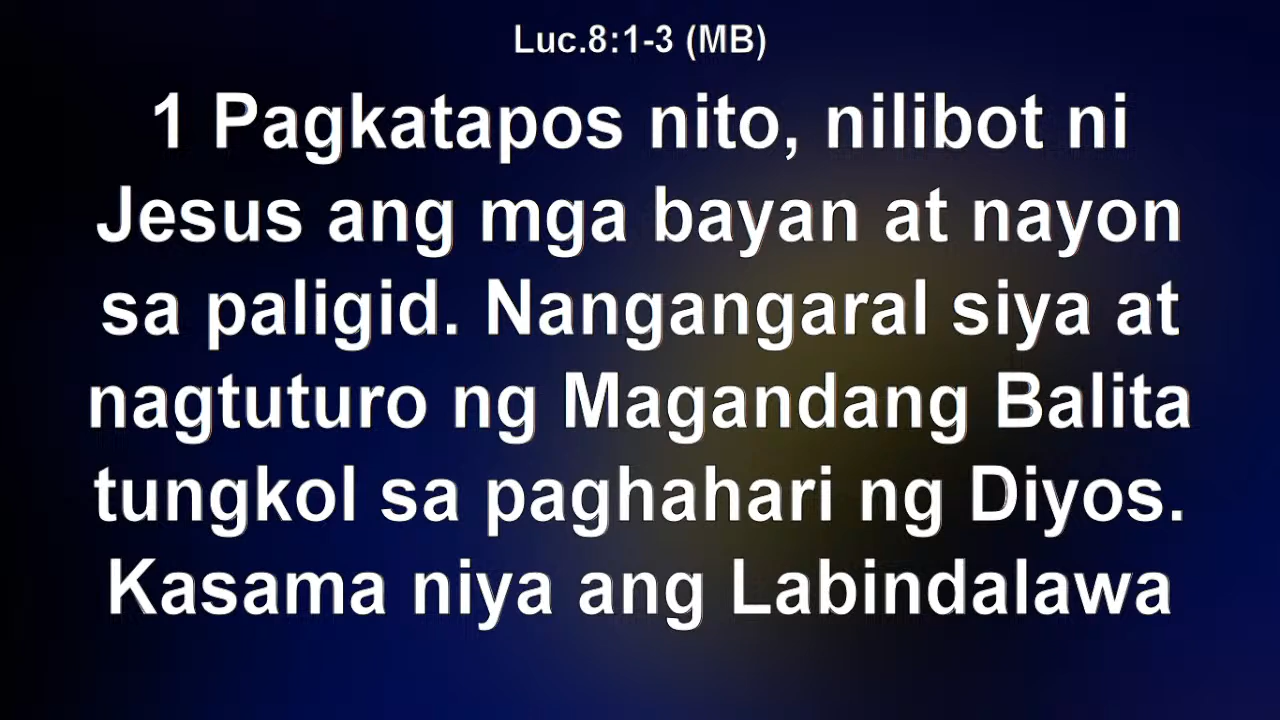 Luc.8:1-3 (MB)
1 Pagkatapos nito, nilibot ni
Jesus ang mga bayan at nayon
sa paligid. Nangangaral siya at
nagtuturo ng Magandang Balita
tungkol sa paghahari ng Diyos.
Kasama niya ang Labindalawa